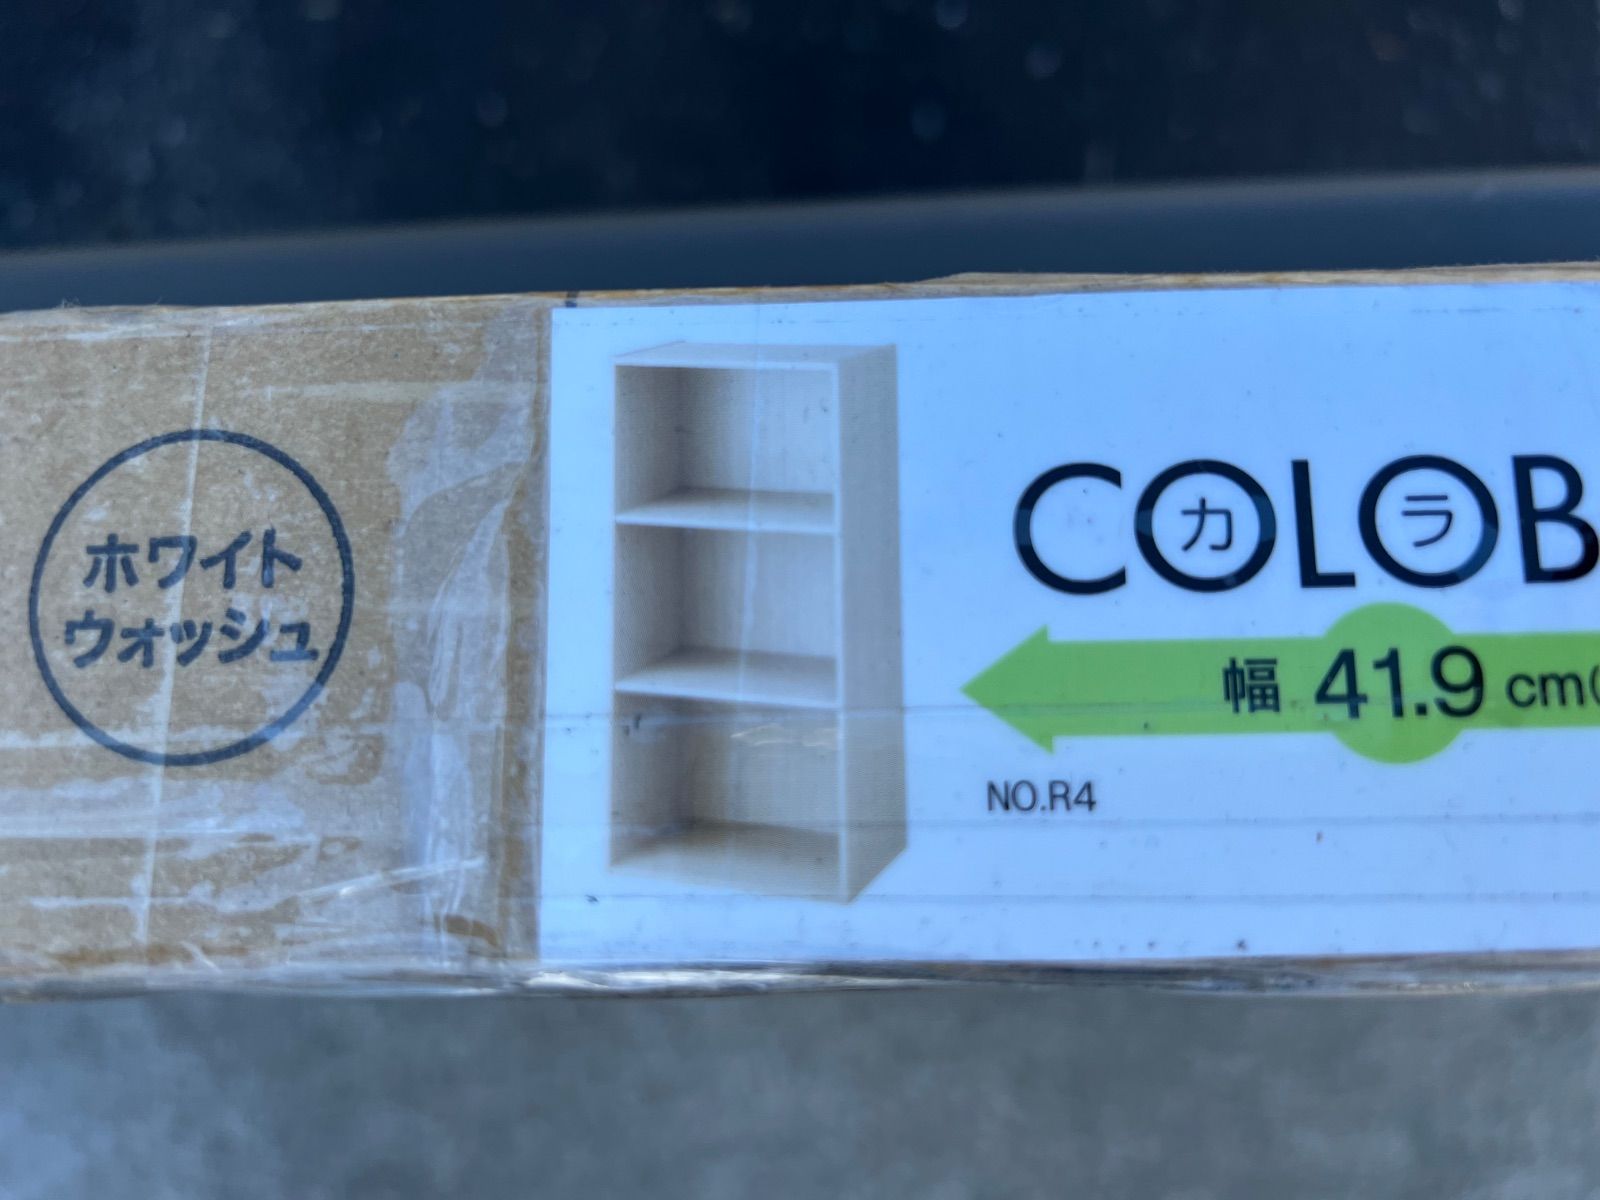 ホワイト
ウォッシュ
COLOB
カ ラ
幅 41.9 cm(
NO.R4